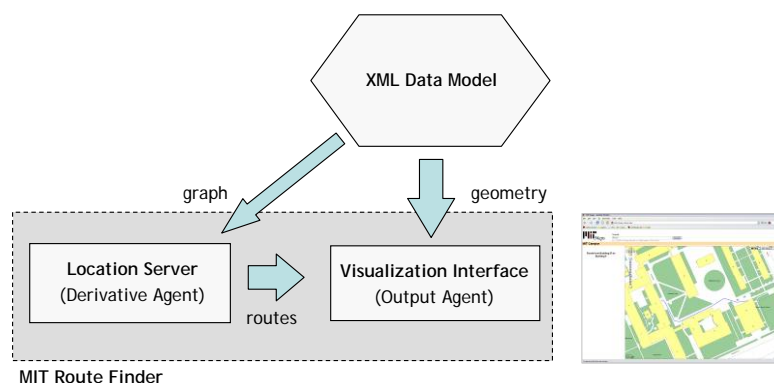 XML Data Model
graph
geometry
Location Server
(Derivative Agent)
routes
Visualization Interface
(Output Agent)
MIT Route Finder